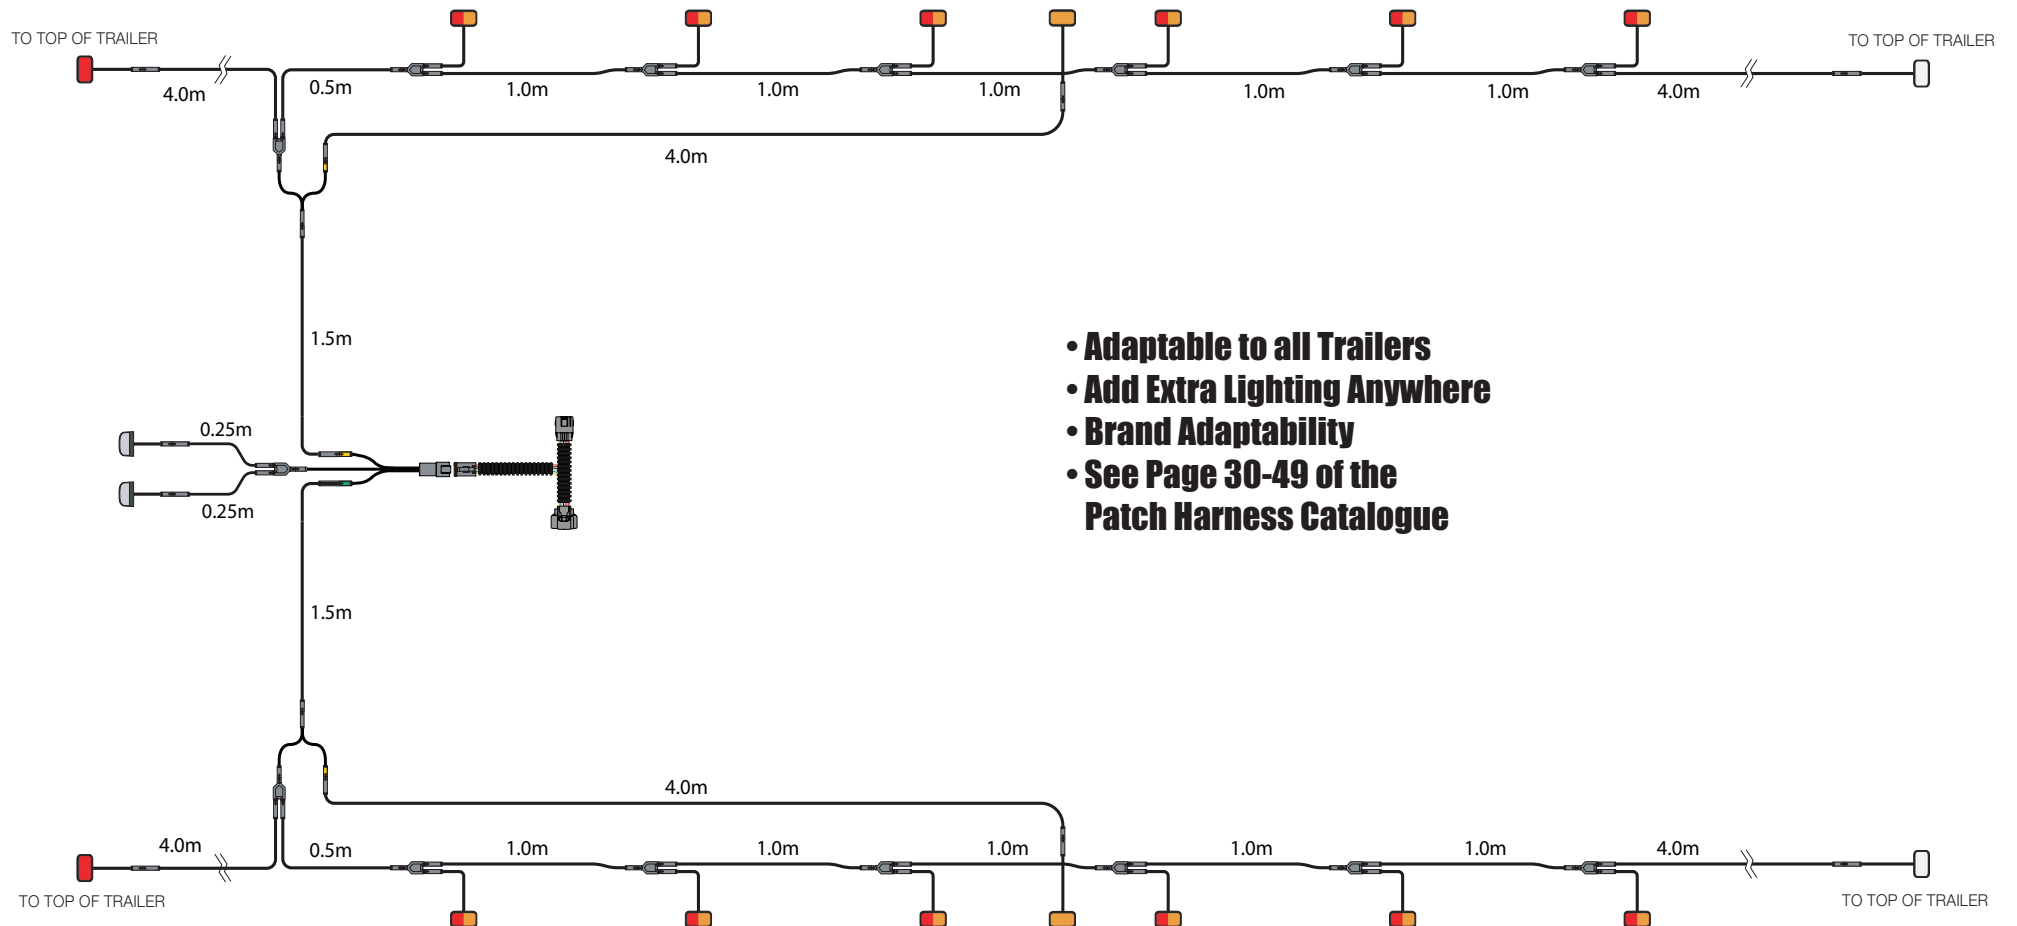 TO TOP OF TRAILER
TO TOP OF TRAILER
4.0m
0.5m
1.0m
1.0m
1.0m
1.0m
1.0m
4.0m
4.0m
1.5m
• Adaptable to all Trailers
• Add Extra Lighting Anywhere
• Brand Adaptability
• See Page 30-49 of the
Patch Harness Catalogue
0.25m
0.25m
1.5m
4.0m
4.0m
0.5m
1.0m
1.0m
1.0m
1.0m
1.0m
4.0m
TO TOP OF TRAILER
TO TOP OF TRAILER